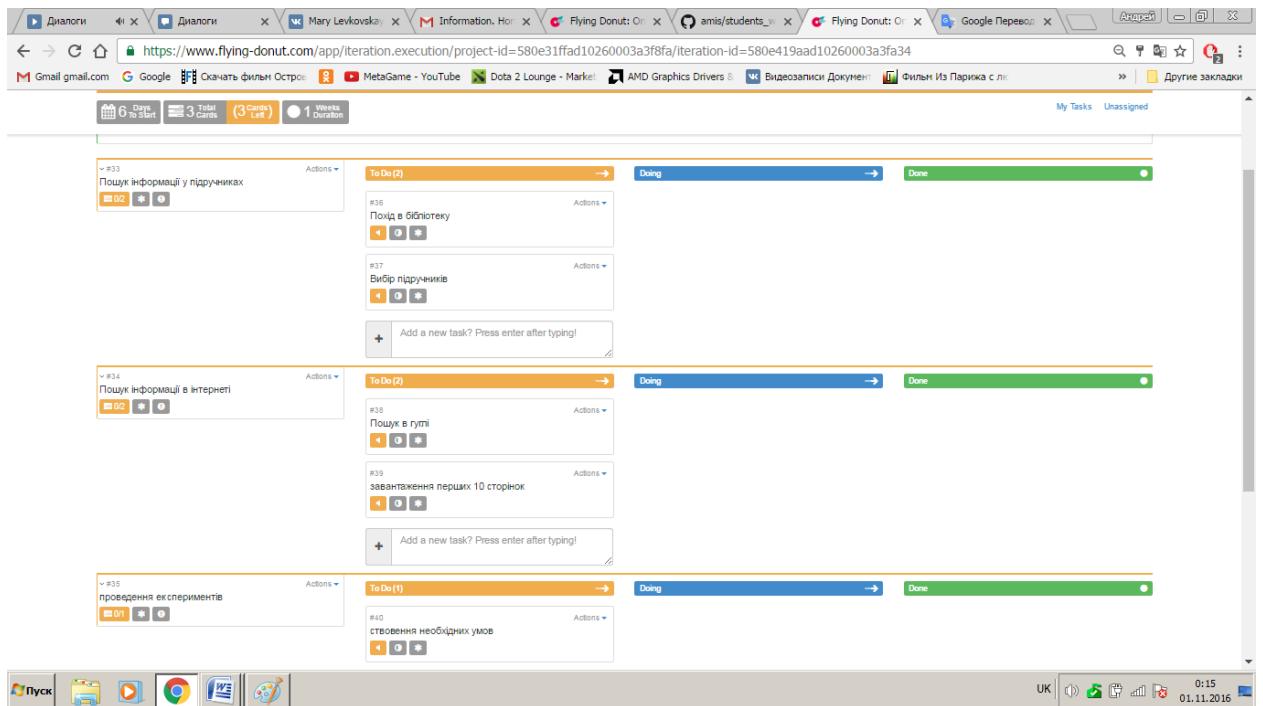 Диалоги
Диалоги
Mary Levkovskay
Information. Hor
Flying Donut: Or
amis/students_w
Flying Donut: Or
Google Перевод
Андрей
https://www.flying-donut.com/app/iteration.execution/project-id=580e31ffad10260003a3f8fa/iteration-id=580e419aad10260003a3fa34
Gmail gmail.com
Google
Скачать фильм Остров
MetaGame - YouTube
Dota 2 Lounge - Market
AMD Graphics Drivers &
Видеозаписи Документ
Фильм Из Парижа с лю
»
Другие закладки
6 Days To Start
3 Total Cards
(3 Cards Left)
1 Weeks Duration
My Tasks
Unassigned
#33
Actions
Пошук інформації у підручниках
0/2
To Do (2)
Doing
Done
#36
Actions
Похід в бібліотеку
#37
Actions
Вибір підручників
Add a new task? Press enter after typing!
#34
Actions
Пошук інформації в інтернеті
0/2
To Do (2)
Doing
Done
#38
Actions
Пошук в гуглі
#39
Actions
завантаження перших 10 сторінок
Add a new task? Press enter after typing!
#35
Actions
проведення експериментів
0/1
To Do (1)
Doing
Done
#40
Actions
ствовення необхідних умов
Пуск
UK
0:15
01.11.2016